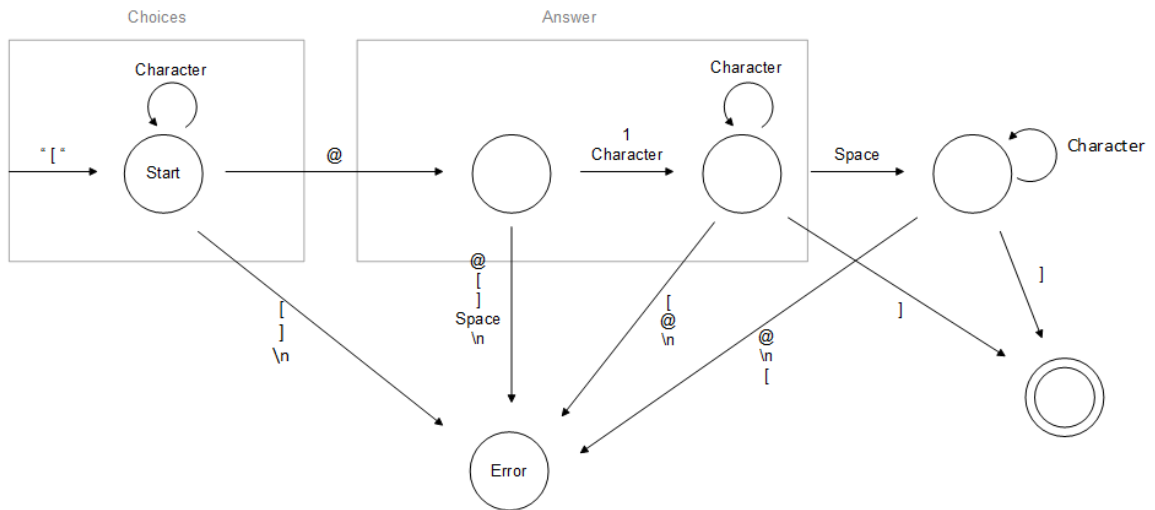 Choices
Answer
Character
Character
“ [ “
Start
@
1
Character
Space
Character
@
[
]
Space
\n
[
]
\n
[
@
\n
@
\n
[
]
]
Error